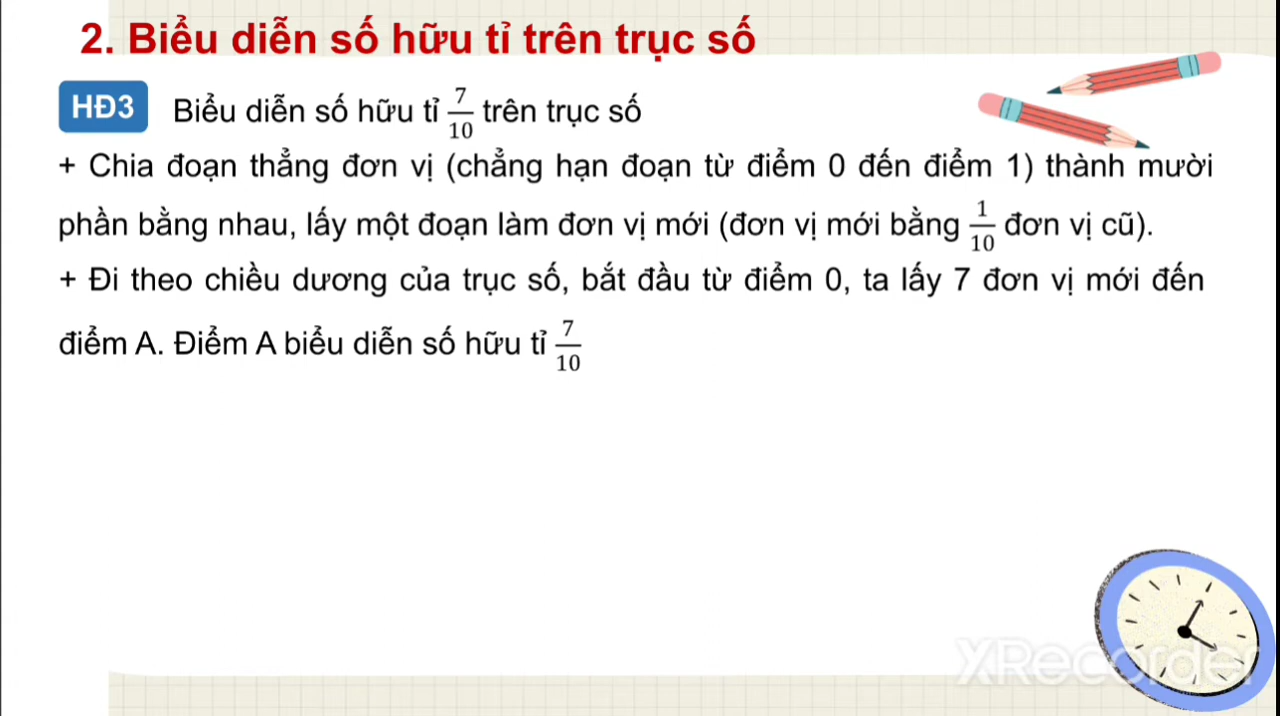 2. Biểu diễn số hữu tỉ trên trục số
HĐ3 Biểu diễn số hữu tỉ 7/10 trên trục số
+ Chia đoạn thẳng đơn vị (chẳng hạn đoạn từ điểm 0 đến điểm 1) thành mười
phần bằng nhau, lấy một đoạn làm đơn vị mới (đơn vị mới bằng 1/10 đơn vị cũ).
+ Đi theo chiều dương của trục số, bắt đầu từ điểm 0, ta lấy 7 đơn vị mới đến
điểm A. Điểm A biểu diễn số hữu tỉ 7/10
XRecorder